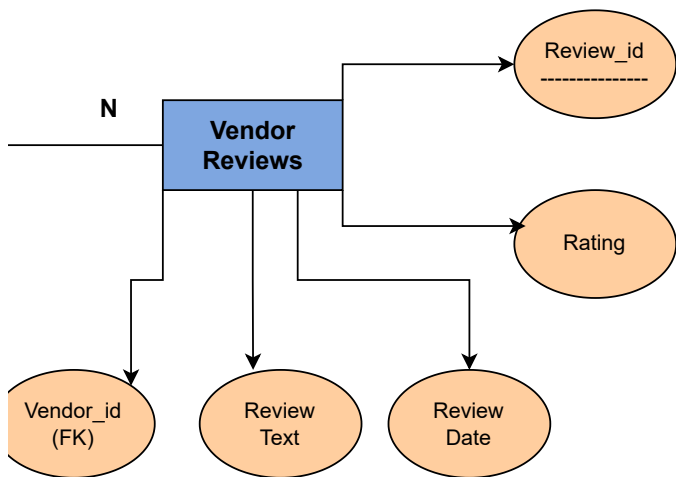 Review_id
----------------
N
Vendor
Reviews
Rating
Vendor_id
(FK)
Review
Text
Review
Date